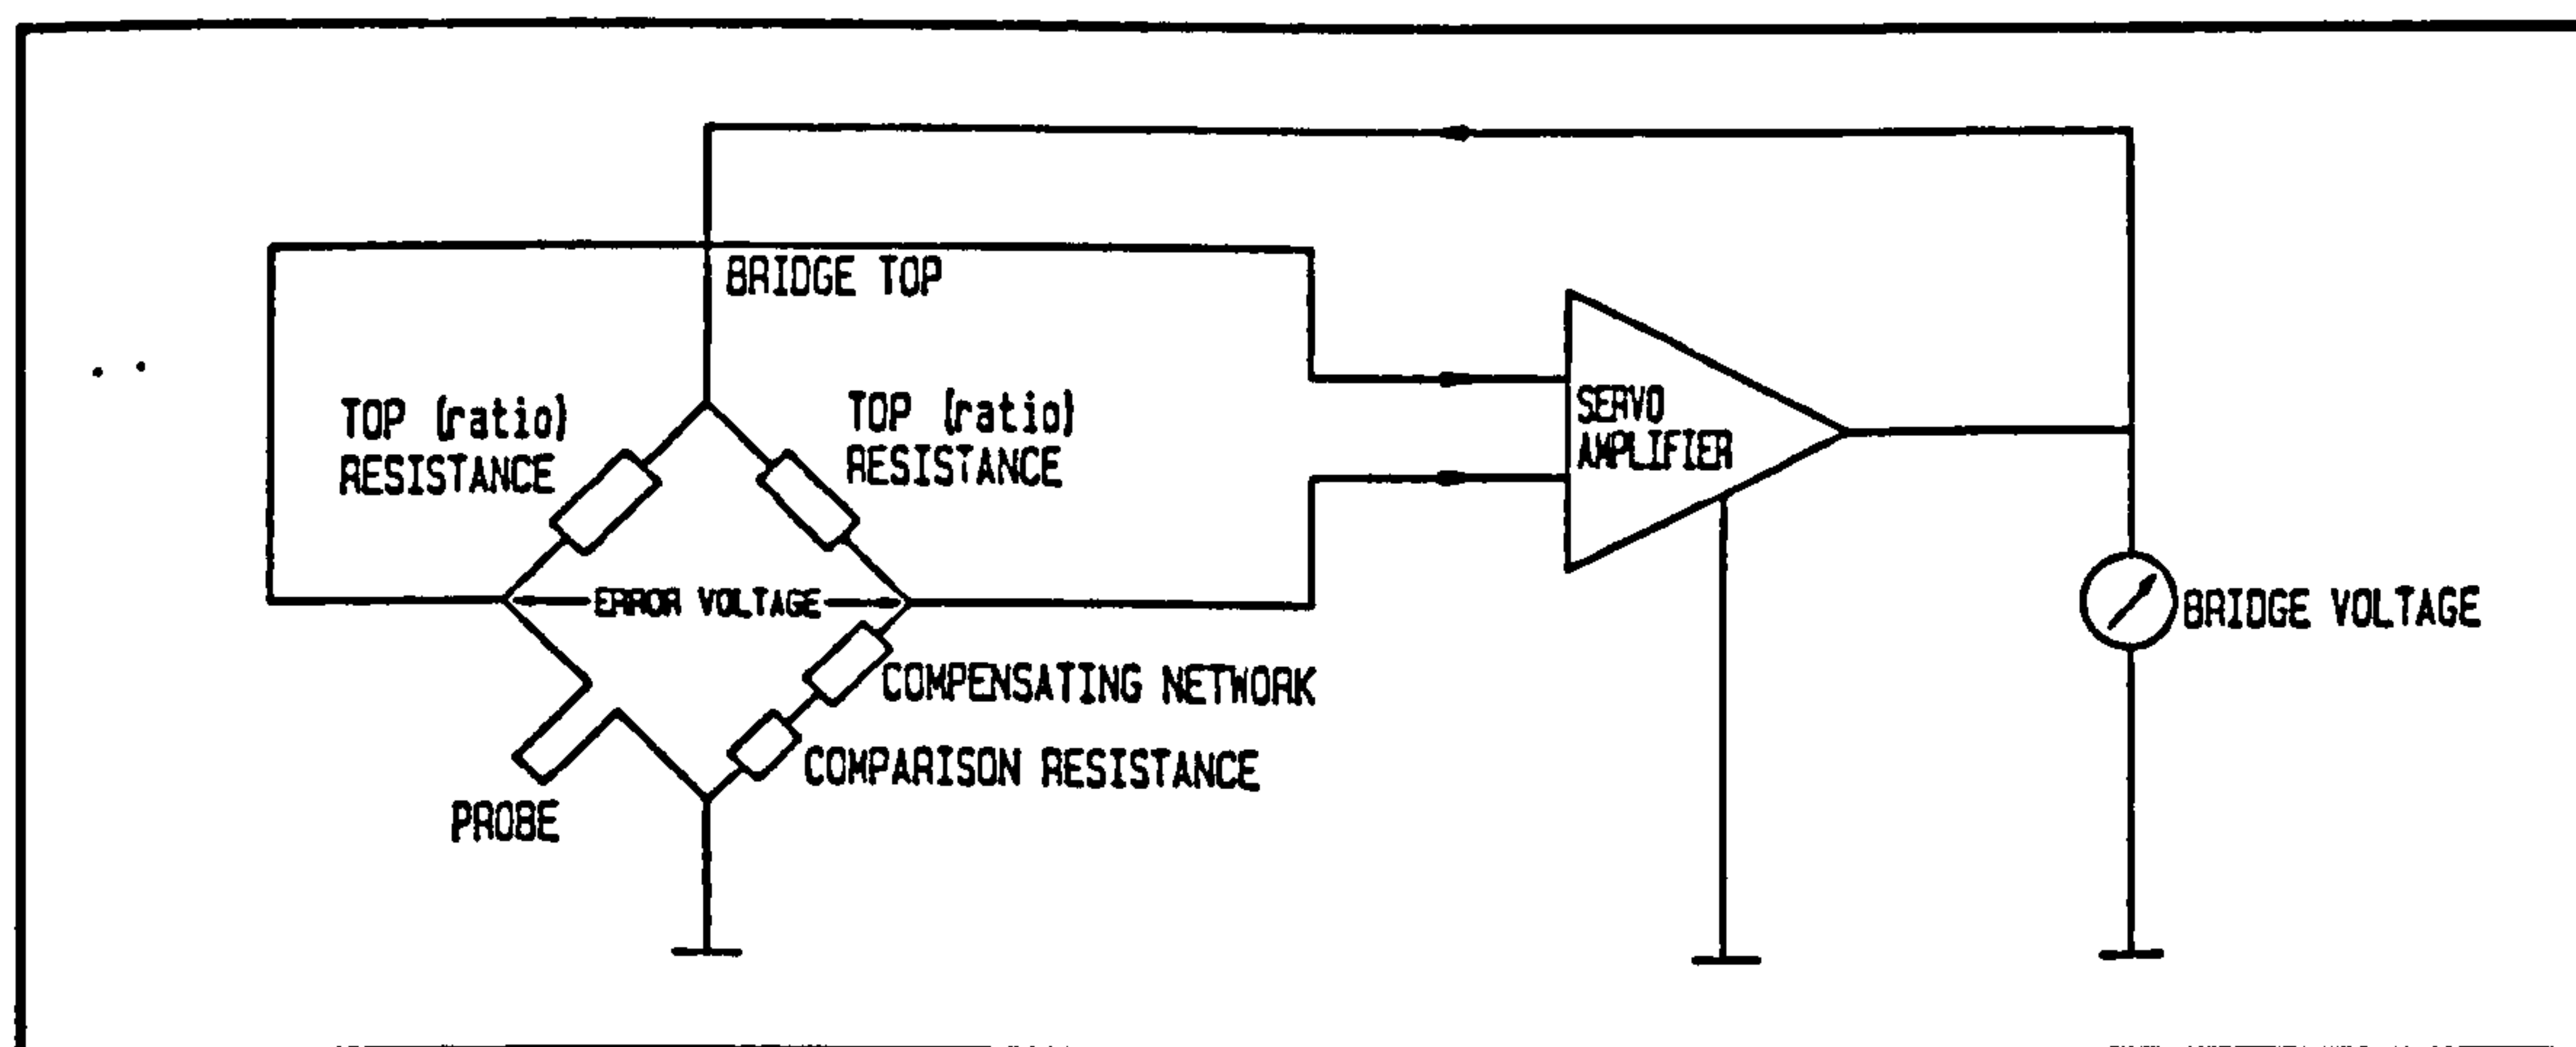 BRIDGE TOP
TOP (ratio)
RESISTANCE
TOP (ratio)
RESISTANCE
SERVO
AMPLIFIER
ERROR VOLTAGE
BRIDGE VOLTAGE
COMPENSATING NETWORK
COMPARISON RESISTANCE
PROBE